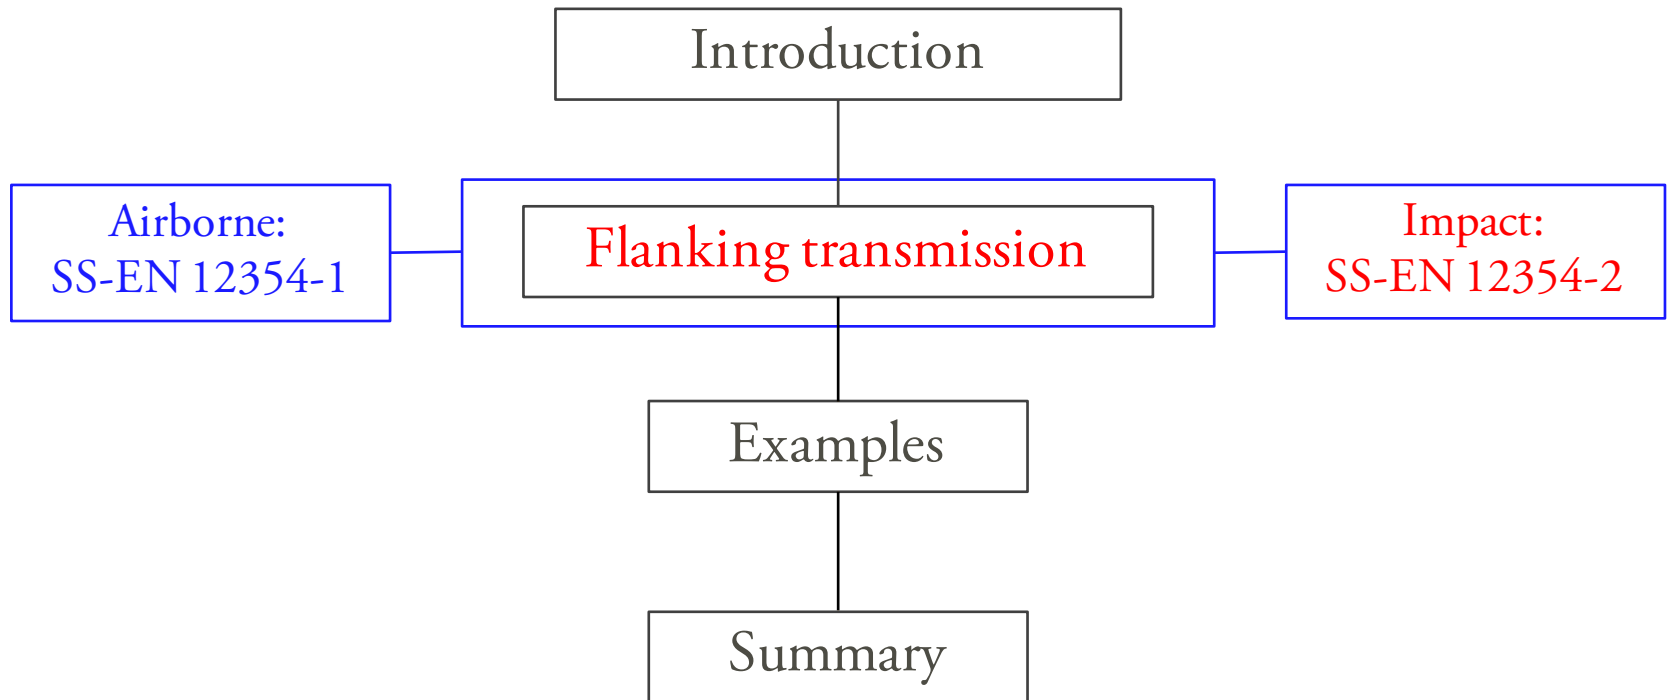 Introduction
Airborne:
SS-EN 12354-1
Flanking transmission
Impact:
SS-EN 12354-2
Examples
Summary